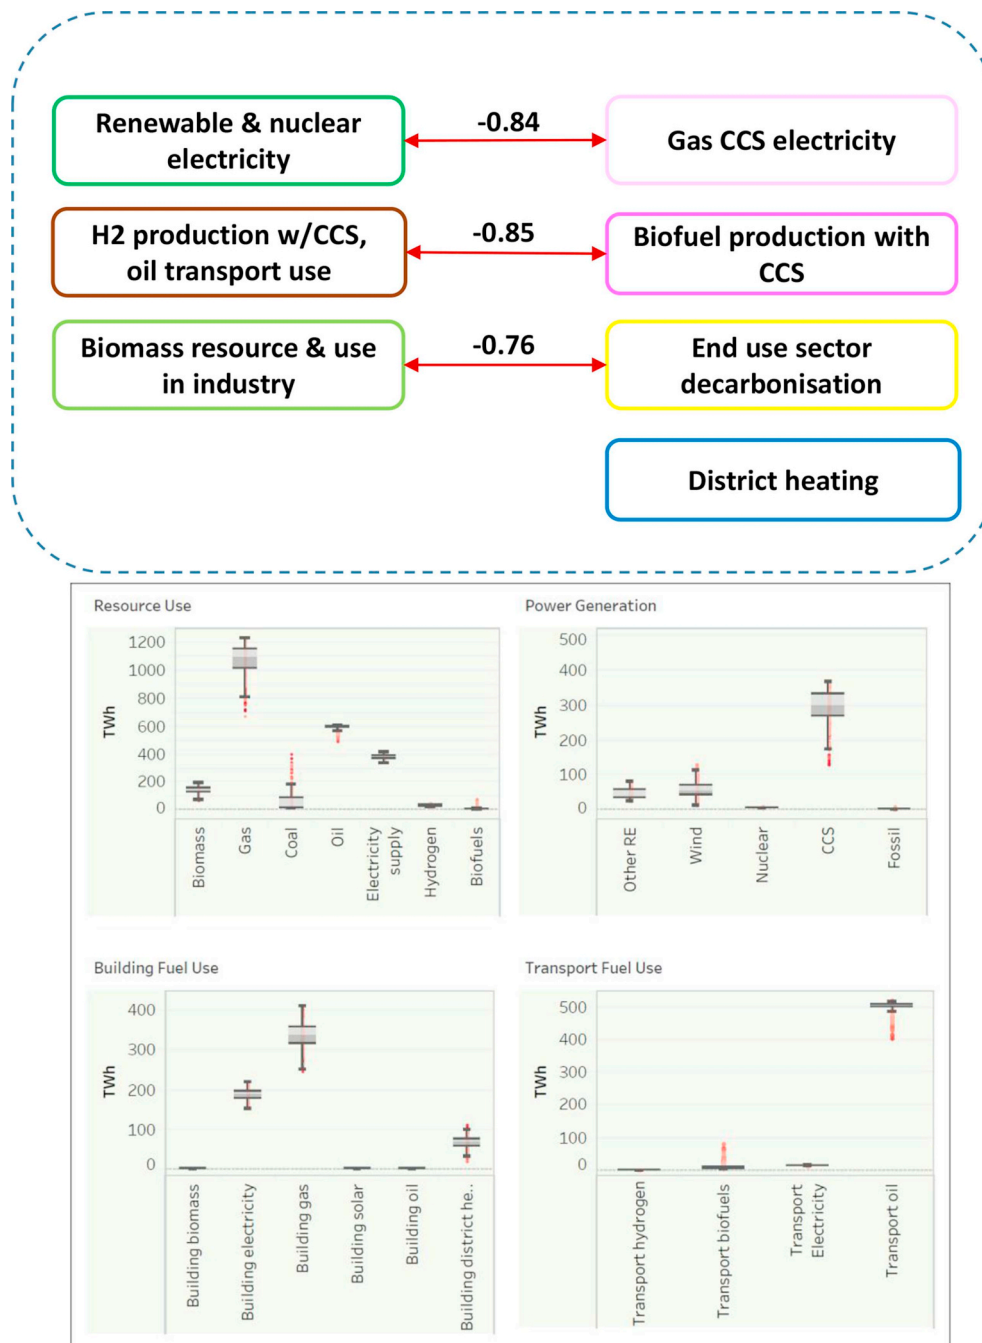 Renewable & nuclear
electricity
-0.84
Gas CCS electricity
H2 production w/CCS,
oil transport use
-0.85
Biofuel production with
CCS
Biomass resource & use
in industry
-0.76
End use sector
decarbonisation
District heating
Resource Use
TWh
1200
1000
800
600
400
200
0
Biomass
Gas
Coal
Oil
Electricity
supply
Hydrogen
Biofuels
Power Generation
TWh
500
400
300
200
100
0
Other RE
Wind
Nuclear
CCS
Fossil
Building Fuel Use
TWh
400
300
200
100
0
Building biomass
Building electricity
Building gas
Building solar
Building oil
Building district he..
Transport Fuel Use
TWh
500
400
300
200
100
0
Transport hydrogen
Transport biofuels
Transport
Electricity
Transport oil